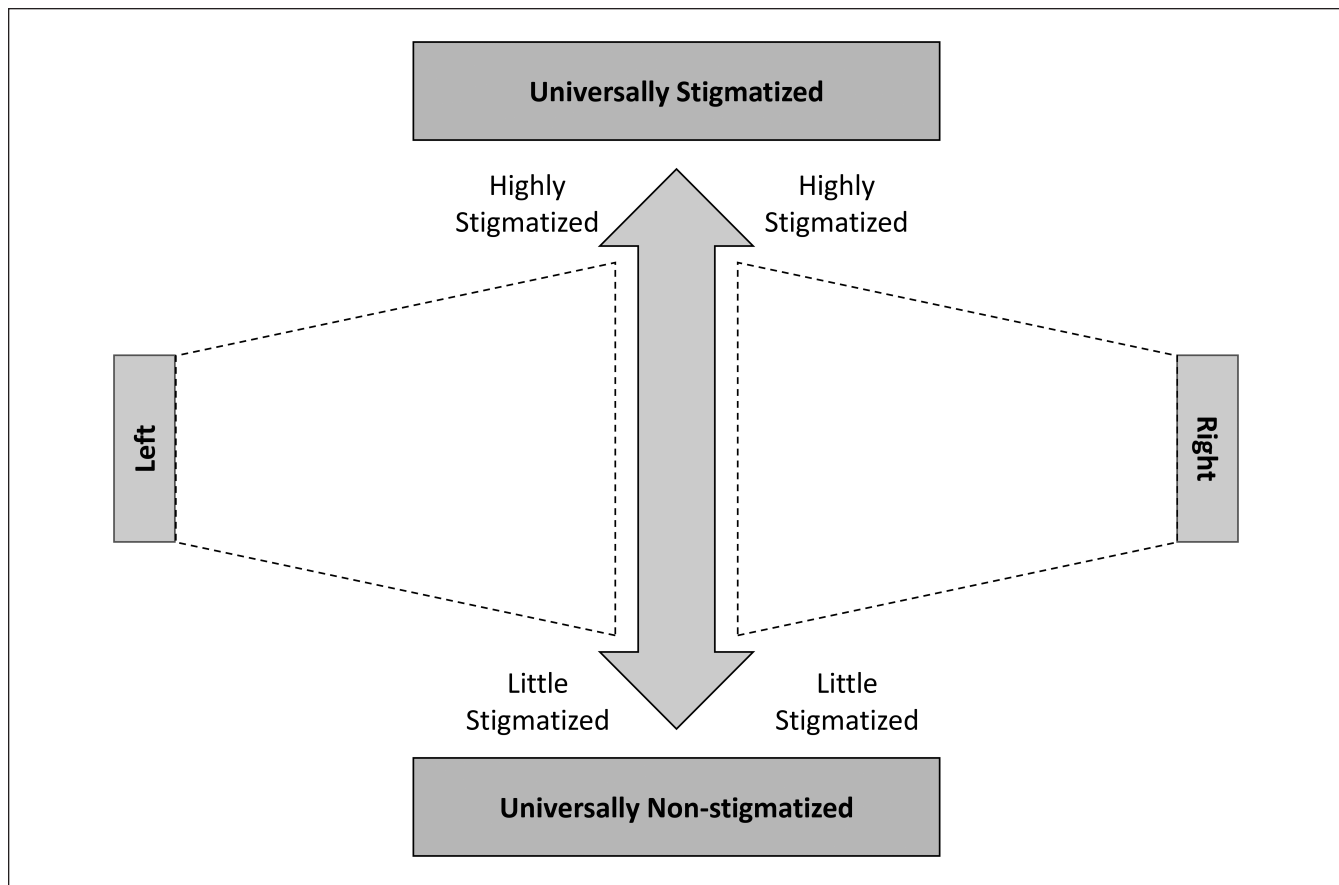 Universally Stigmatized
Highly
Stigmatized
Highly
Stigmatized
Left
Right
Little
Stigmatized
Little
Stigmatized
Universally Non-stigmatized